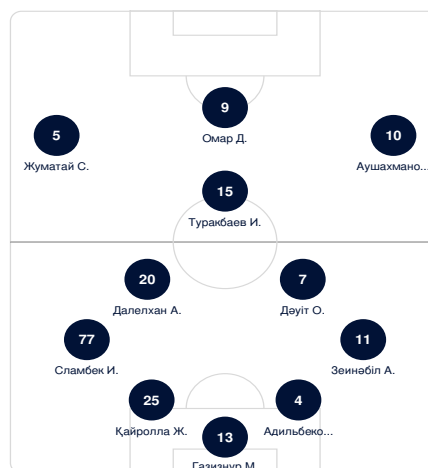 9
Омар Д.
5
Жуматай С.
10
Аушахмано...
15
Туракбаев И.
20
Далелхан А.
7
Дәуіт О.
77
Сламбек И.
11
Зеинәбіл А.
25
Қайролла Ж.
4
Адильбеко...
13
Газизнур М.